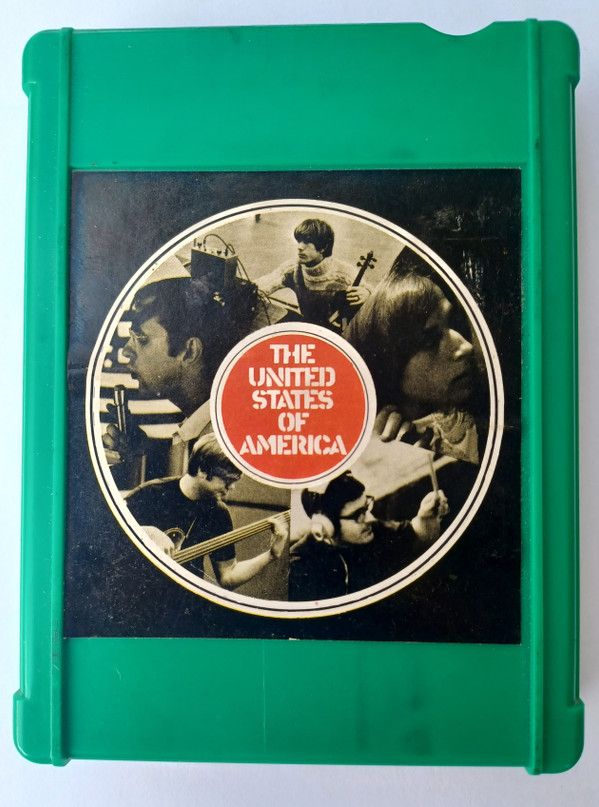 THE
UNITED
STATES
OF
AMERICA